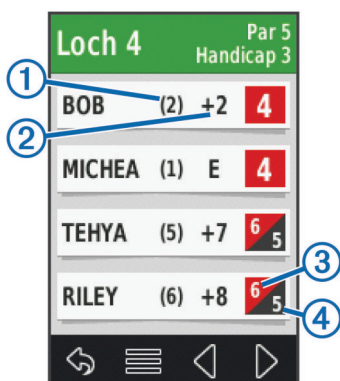 Loch 4
Par 5
Handicap 3
① BOB (2) +2 4
②
MICHEA (1) E 4
TEHYA (5) +7 6 5
③
RILEY (6) +8 6 5
④